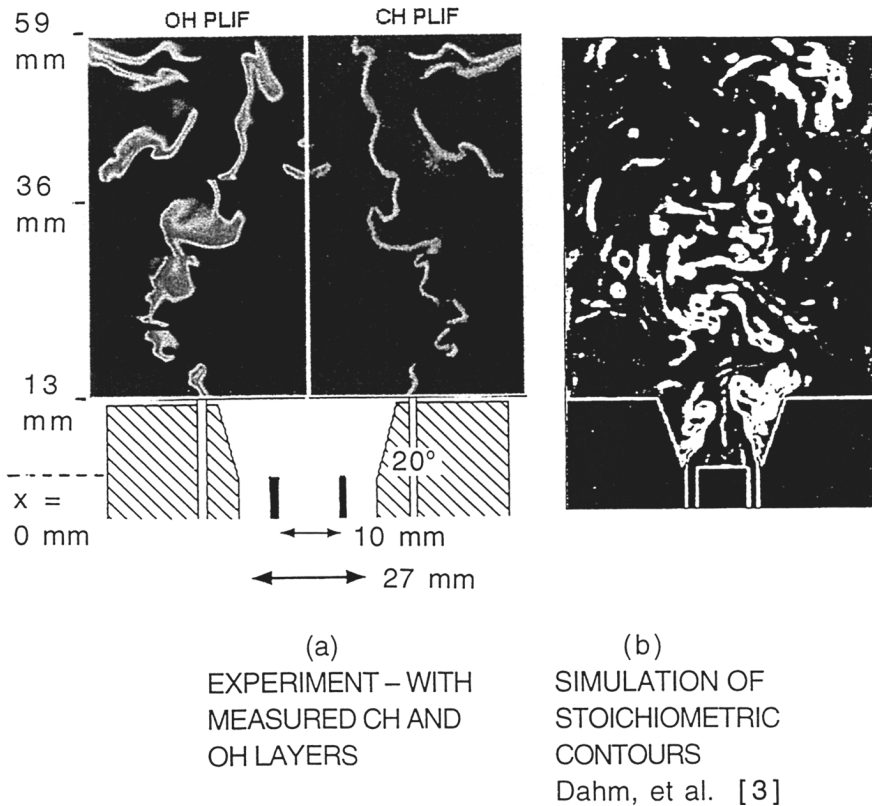 OH PLIF CH PLIF
59
mm
36
mm
13
mm
20°
x =
0 mm
10 mm
27 mm
(a)
EXPERIMENT – WITH
MEASURED CH AND
OH LAYERS
(b)
SIMULATION OF
STOICHIOMETRIC
CONTOURS
Dahm, et al. [3]